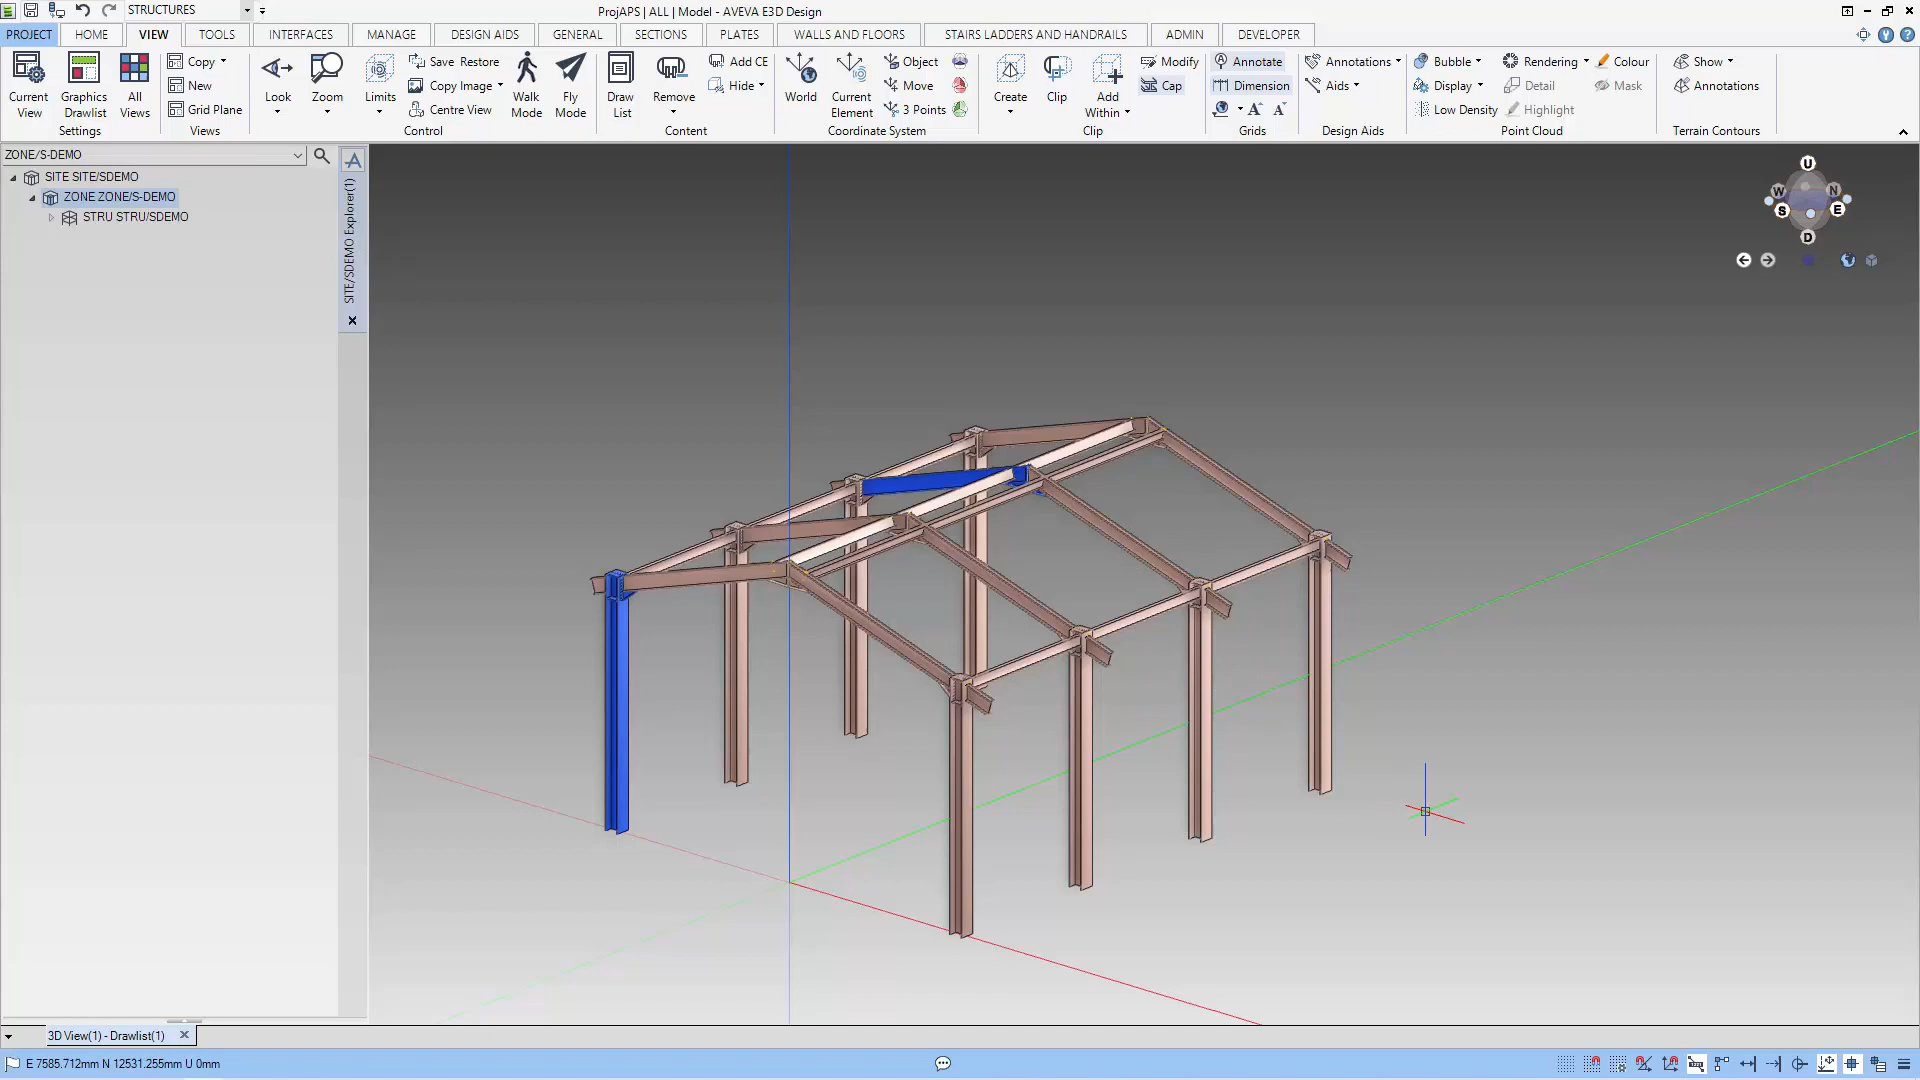 STRUCTURES
ProjAPS | ALL | Model - AVEVA E3D Design
PROJECT HOME VIEW TOOLS INTERFACES MANAGE DESIGN AIDS GENERAL SECTIONS PLATES WALLS AND FLOORS STAIRS LADDERS AND HANDRAILS ADMIN DEVELOPER
Current View
Graphics Drawlist
All Views
Settings
Copy
New
Grid Plane
Views
Look
Zoom
Limits
Save Restore
Copy Image
Centre View
Walk Mode
Fly Mode
Control
Draw List
Remove
Add CE
Hide
Content
World
Current Element
Object
Move
3 Points
Coordinate System
Create
Clip
Add Within
Modify
Cap
Clip
Annotate
Dimension
A A
Grids
Annotations
Aids
Design Aids
Bubble
Display
Low Density
Rendering
Detail
Highlight
Colour
Mask
Point Cloud
Show
Annotations
Terrain Contours
ZONE/S-DEMO
SITE SITE/SDEMO
ZONE ZONE/S-DEMO
STRU STRU/SDEMO
SITE/SDEMO Explorer(1)
U
W N
S E
D
3D View(1) - Drawlist(1)
E 7585.712mm N 12531.255mm U 0mm